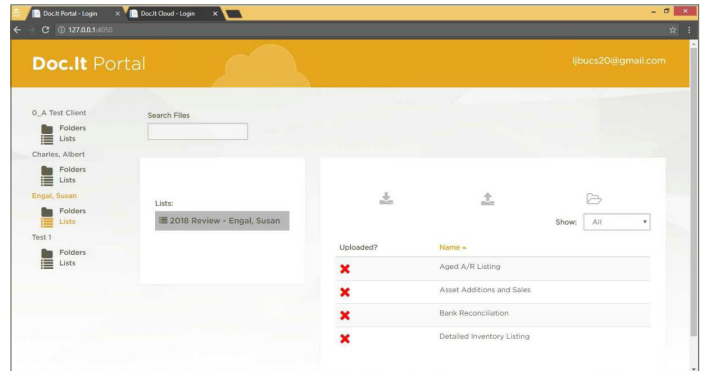 Doc.It Portal - Login
Doc.It Cloud - Login
127.0.0.1:4050
Doc.It Portal
ljbucs20@gmail.com
0_A Test Client
Folders
Lists
Charles, Albert
Folders
Lists
Engal, Susan
Folders
Lists
Test 1
Folders
Lists
Search Files
Lists:
2018 Review - Engal, Susan
Show: All
Uploaded? Name
Aged A/R Listing
Asset Additions and Sales
Bank Reconciliation
Detailed Inventory Listing